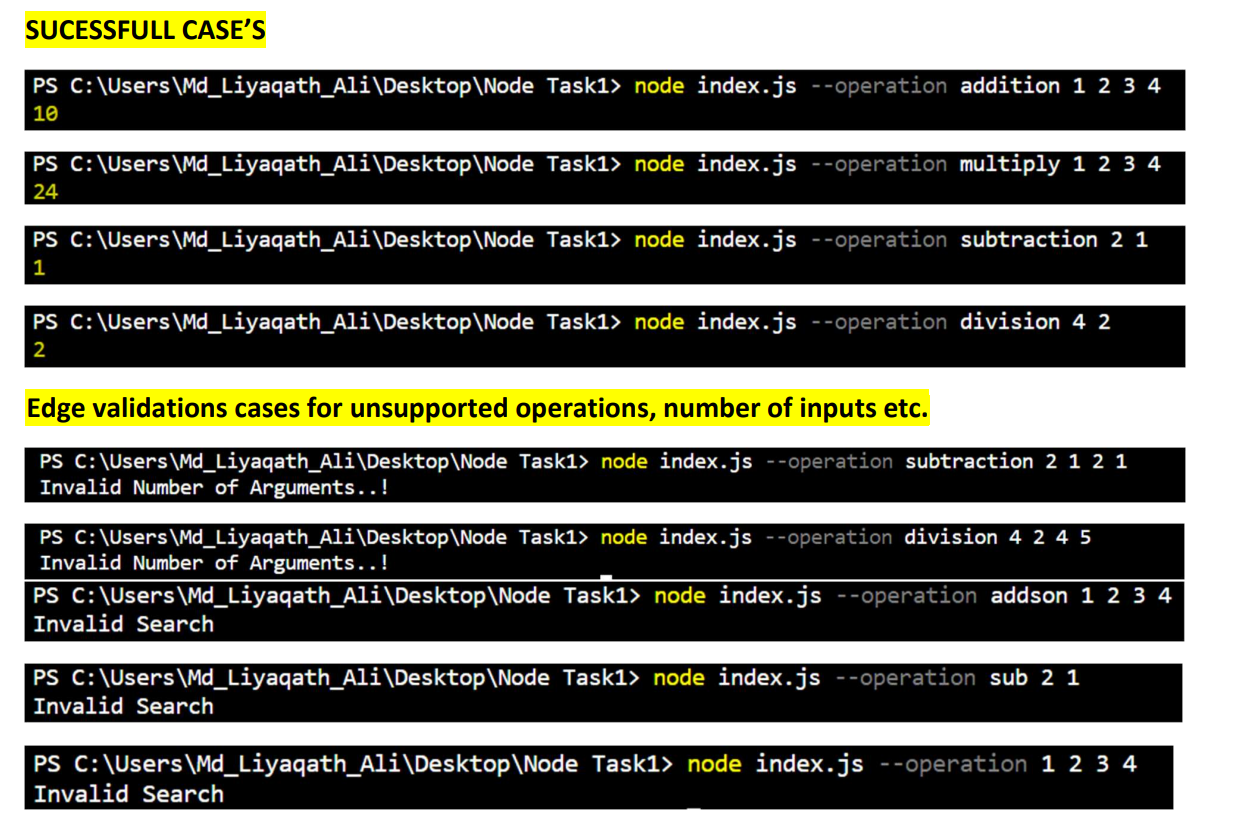 SUCESSFULL CASE’S
PS C:\Users\Md_Liyaqath_Ali\Desktop\Node Task1> node index.js --operation addition 1 2 3 4
10
PS C:\Users\Md_Liyaqath_Ali\Desktop\Node Task1> node index.js --operation multiply 1 2 3 4
24
PS C:\Users\Md_Liyaqath_Ali\Desktop\Node Task1> node index.js --operation subtraction 2 1
1
PS C:\Users\Md_Liyaqath_Ali\Desktop\Node Task1> node index.js --operation division 4 2
2
Edge validations cases for unsupported operations, number of inputs etc.
PS C:\Users\Md_Liyaqath_Ali\Desktop\Node Task1> node index.js --operation subtraction 2 1 2 1
Invalid Number of Arguments..!
PS C:\Users\Md_Liyaqath_Ali\Desktop\Node Task1> node index.js --operation division 4 2 4 5
Invalid Number of Arguments..!
PS C:\Users\Md_Liyaqath_Ali\Desktop\Node Task1> node index.js --operation addson 1 2 3 4
Invalid Search
PS C:\Users\Md_Liyaqath_Ali\Desktop\Node Task1> node index.js --operation sub 2 1
Invalid Search
PS C:\Users\Md_Liyaqath_Ali\Desktop\Node Task1> node index.js --operation 1 2 3 4
Invalid Search